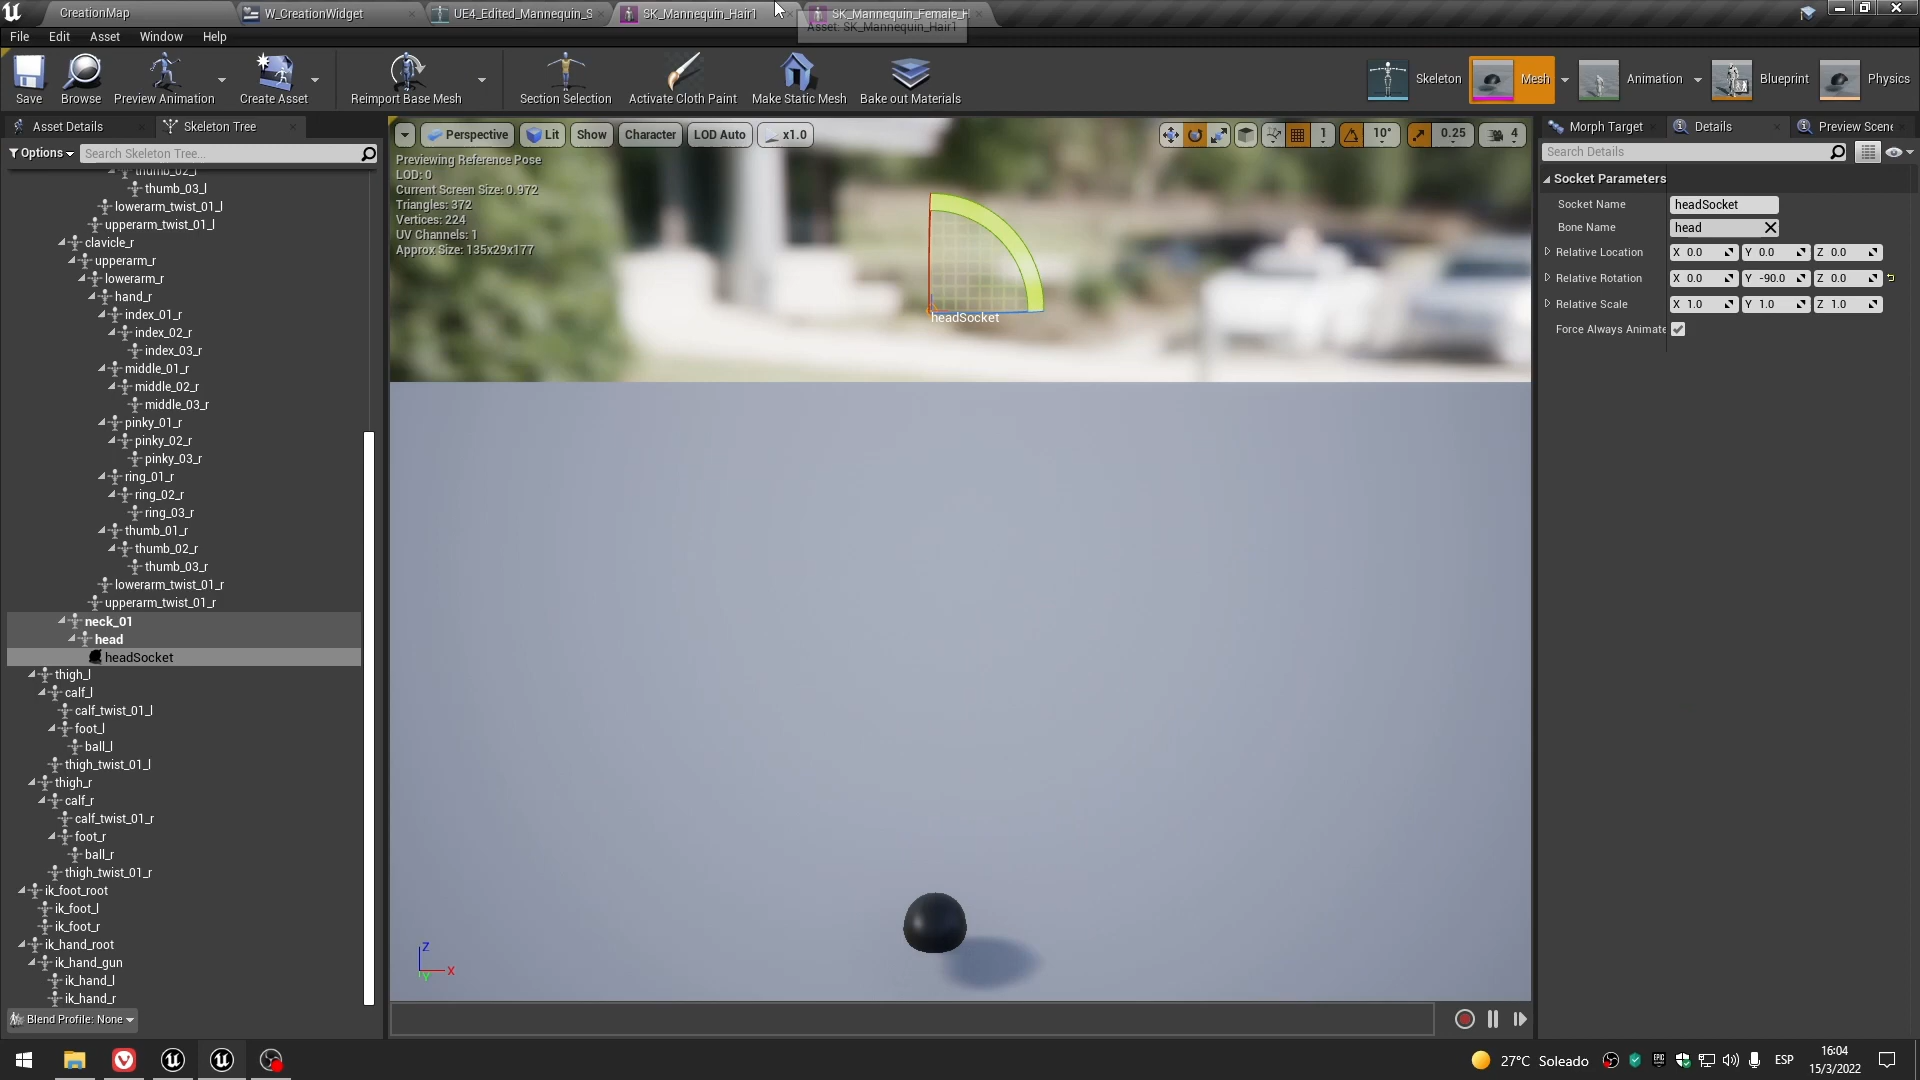 CreationMap
W_CreationWidget
UE4_Edited_Mannequin_S
SK_Mannequin_Hair1
SK_Mannequin_Female_H
Asset: SK_Mannequin_Hair1
File
Edit
Asset
Window
Help
Save
Browse
Preview Animation
Create Asset
Reimport Base Mesh
Section Selection
Activate Cloth Paint
Make Static Mesh
Bake out Materials
Skeleton
Mesh
Animation
Blueprint
Physics
Asset Details
Skeleton Tree
Options
Search Skeleton Tree...
thumb_02_l
thumb_03_l
lowerarm_twist_01_l
upperarm_twist_01_l
clavicle_r
upperarm_r
lowerarm_r
hand_r
index_01_r
index_02_r
index_03_r
middle_01_r
middle_02_r
middle_03_r
pinky_01_r
pinky_02_r
pinky_03_r
ring_01_r
ring_02_r
ring_03_r
thumb_01_r
thumb_02_r
thumb_03_r
lowerarm_twist_01_r
upperarm_twist_01_r
neck_01
head
headSocket
thigh_l
calf_l
calf_twist_01_l
foot_l
ball_l
thigh_twist_01_l
thigh_r
calf_r
calf_twist_01_r
foot_r
ball_r
thigh_twist_01_r
ik_foot_root
ik_foot_l
ik_foot_r
ik_hand_root
ik_hand_gun
ik_hand_l
ik_hand_r
Blend Profile: None
Perspective
Lit
Show
Character
LOD Auto
x1.0
1
10°
0.25
4
Previewing Reference Pose
LOD: 0
Current Screen Size: 0.972
Triangles: 372
Vertices: 224
UV Channels: 1
Approx Size: 135x29x177
headSocket
Z
X
Y
Morph Target
Details
Preview Scene
Search Details
Socket Parameters
Socket Name headSocket
Bone Name head
Relative Location X 0.0 Y 0.0 Z 0.0
Relative Rotation X 0.0 Y -90.0 Z 0.0
Relative Scale X 1.0 Y 1.0 Z 1.0
Force Always Animate
27°C Soleado
ESP
16:04
15/3/2022